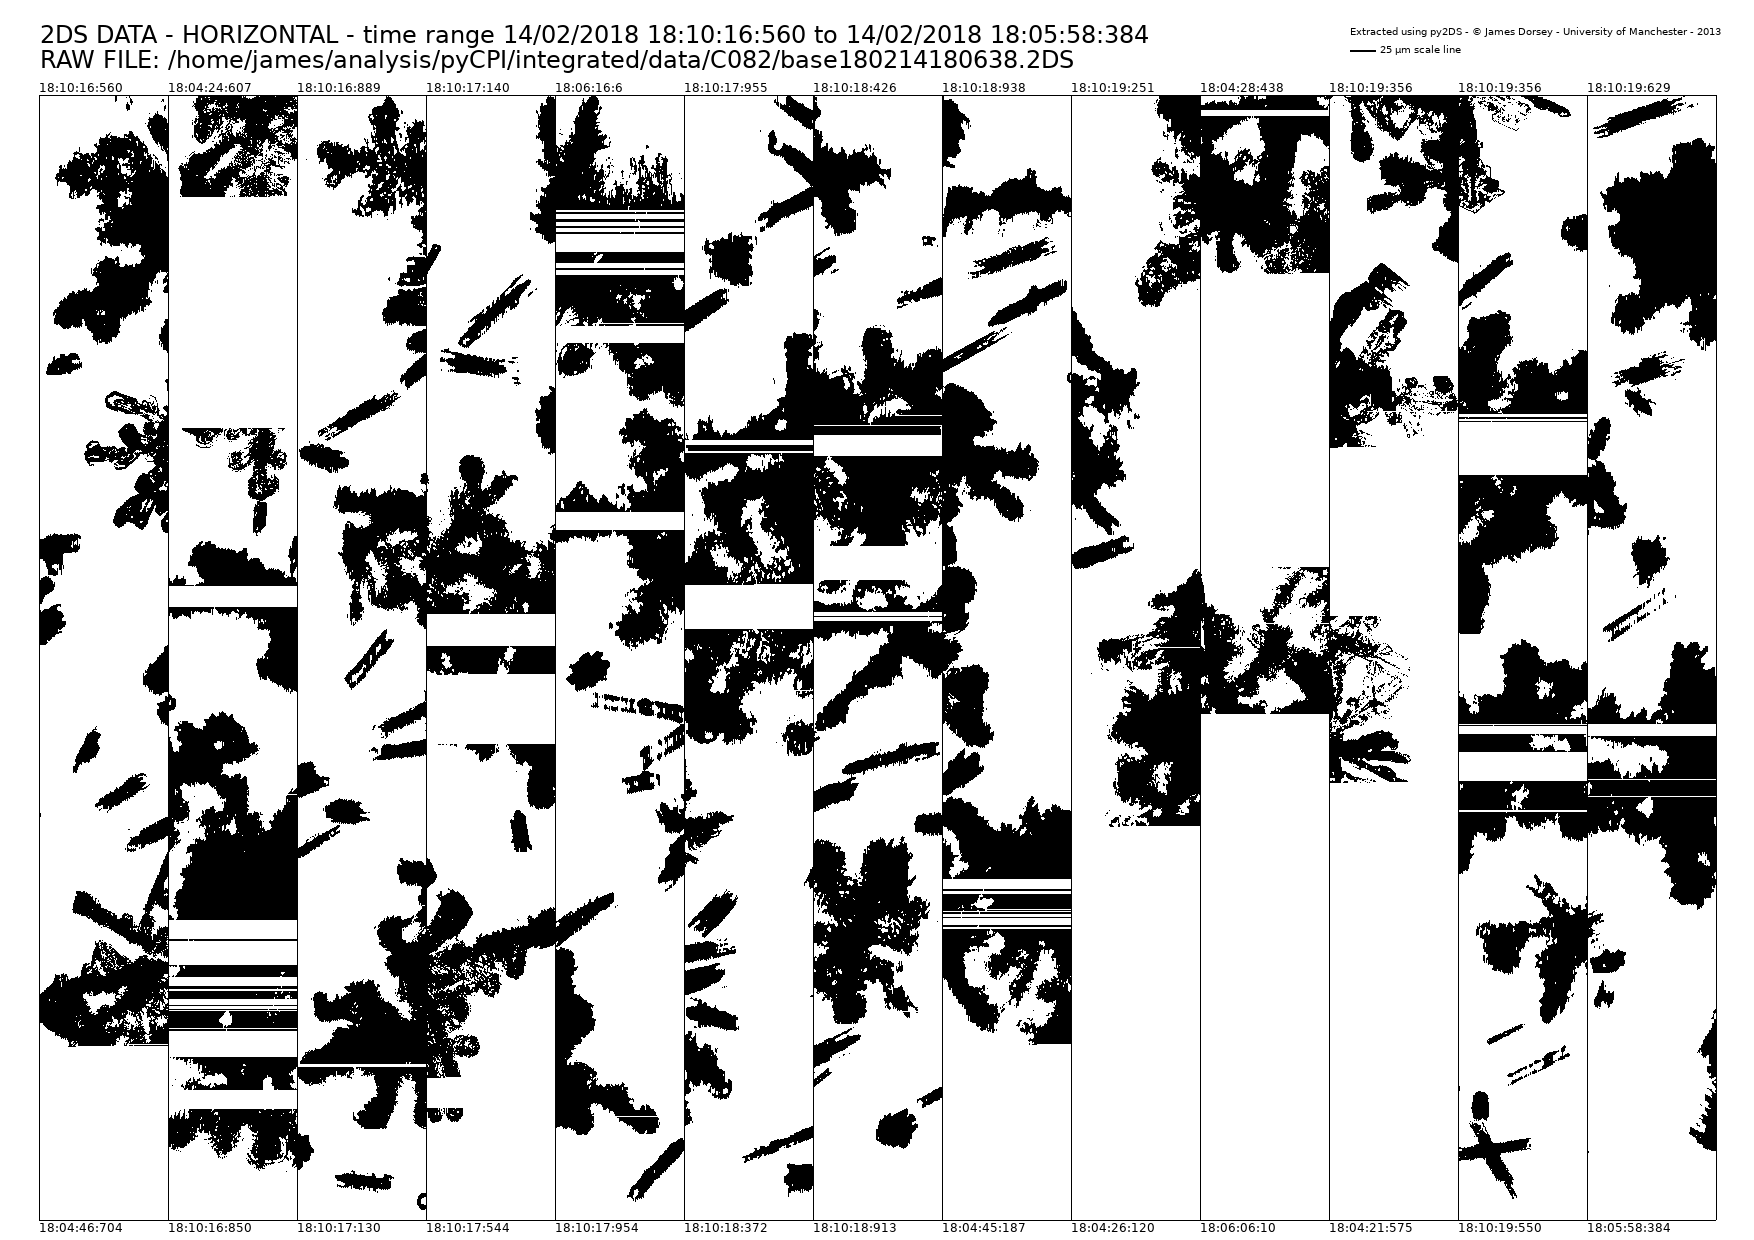 2DS DATA - HORIZONTAL - time range 14/02/2018 18:10:16:560 to 14/02/2018 18:05:58:384
RAW FILE: /home/james/analysis/pyCPI/integrated/data/C082/base180214180638.2DS
Extracted using py2DS - © James Dorsey - University of Manchester - 2013
25 µm scale line
18:10:16:560 18:04:24:607 18:10:16:889 18:10:17:140 18:06:16:6 18:10:17:955 18:10:18:426 18:10:18:938 18:10:19:251 18:04:28:438 18:10:19:356 18:10:19:356 18:10:19:629
18:04:46:704 18:10:16:850 18:10:17:130 18:10:17:544 18:10:17:954 18:10:18:372 18:10:18:913 18:04:45:187 18:04:26:120 18:06:06:10 18:04:21:575 18:10:19:550 18:05:58:384